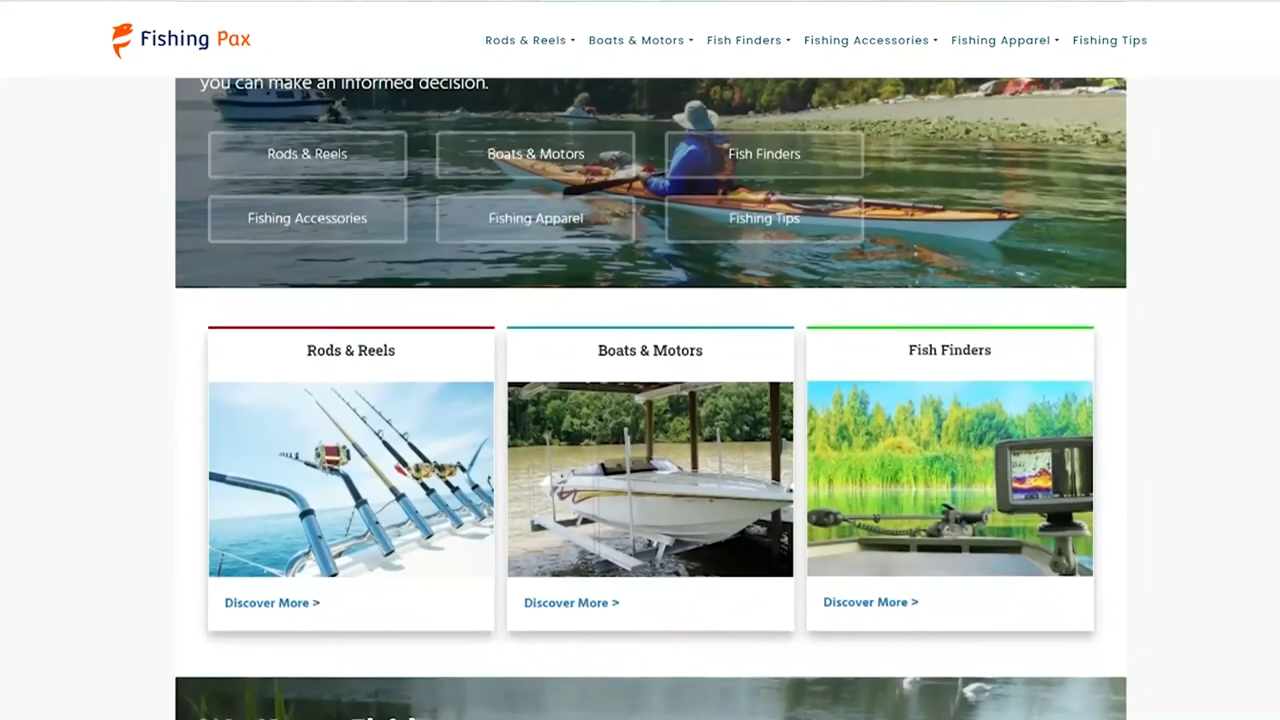 Fishing Pax
Rods & Reels Boats & Motors Fish Finders Fishing Accessories Fishing Apparel Fishing Tips
you can make an informed decision.
Rods & Reels Boats & Motors Fish Finders
Fishing Accessories Fishing Apparel Fishing Tips
Rods & Reels Boats & Motors Fish Finders
Discover More > Discover More > Discover More >